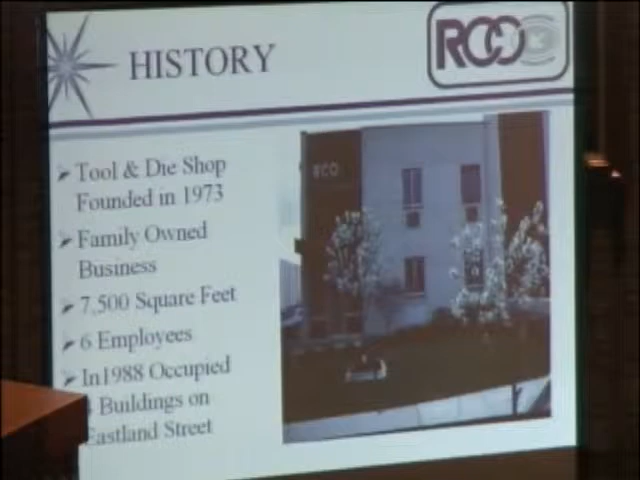 HISTORY
RCO
Tool & Die Shop
Founded in 1973
Family Owned
Business
7,500 Square Feet
6 Employees
In1988 Occupied
Buildings on
Eastland Street
RCO